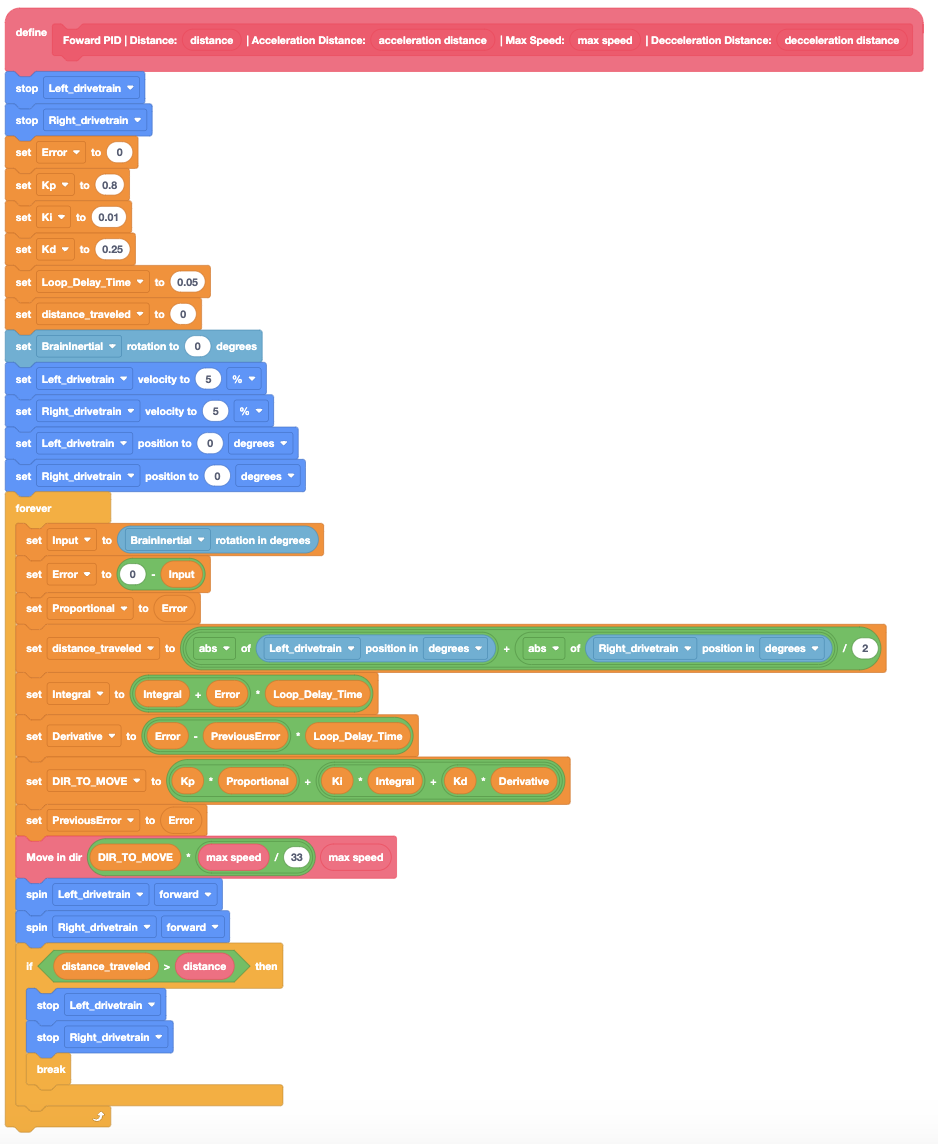 define Foward PID | Distance: distance | Acceleration Distance: acceleration distance | Max Speed: max speed | Decceleration Distance: decceleration distance
stop Left_drivetrain
stop Right_drivetrain
set Error to 0
set Kp to 0.8
set Ki to 0.01
set Kd to 0.25
set Loop_Delay_Time to 0.05
set distance_traveled to 0
set BrainInertial rotation to 0 degrees
set Left_drivetrain velocity to 5 %
set Right_drivetrain velocity to 5 %
set Left_drivetrain position to 0 degrees
set Right_drivetrain position to 0 degrees
forever
set Input to BrainInertial rotation in degrees
set Error to 0 - Input
set Proportional to Error
set distance_traveled to abs of Left_drivetrain position in degrees + abs of Right_drivetrain position in degrees / 2
set Integral to Integral + Error * Loop_Delay_Time
set Derivative to Error - PreviousError * Loop_Delay_Time
set DIR_TO_MOVE to Kp * Proportional + Ki * Integral + Kd * Derivative
set PreviousError to Error
Move in dir DIR_TO_MOVE * max speed / 33 max speed
spin Left_drivetrain forward
spin Right_drivetrain forward
if distance_traveled > distance then
stop Left_drivetrain
stop Right_drivetrain
break